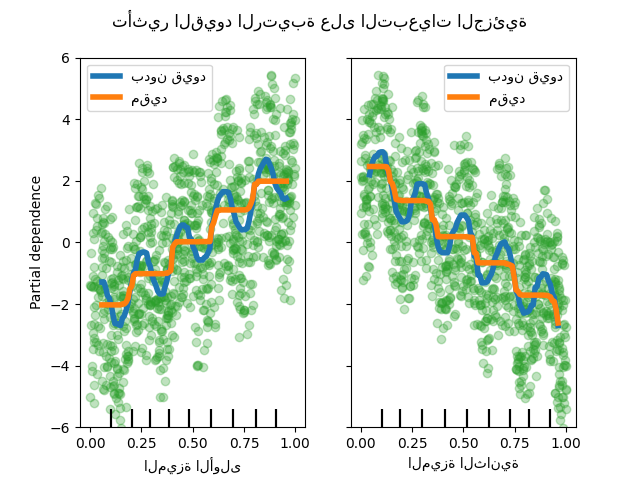 تأثير القيود الرتيبة على التبعيات الجزئية
بدون قيود
مقيد
Partial dependence
6
4
2
0
−2
−4
−6
0.00 0.25 0.50 0.75 1.00
الميزة الأولى
بدون قيود
مقيد
0.00 0.25 0.50 0.75 1.00
الميزة الثانية